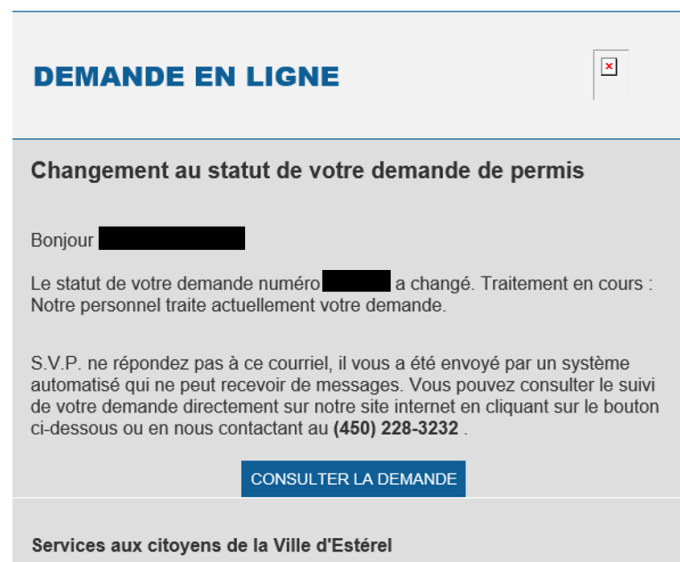 DEMANDE EN LIGNE
Changement au statut de votre demande de permis
Bonjour
Le statut de votre demande numéro a changé. Traitement en cours :
Notre personnel traite actuellement votre demande.
S.V.P. ne répondez pas à ce courriel, il vous a été envoyé par un système
automatisé qui ne peut recevoir de messages. Vous pouvez consulter le suivi
de votre demande directement sur notre site internet en cliquant sur le bouton
ci-dessous ou en nous contactant au (450) 228-3232 .
CONSULTER LA DEMANDE
Services aux citoyens de la Ville d'Estérel